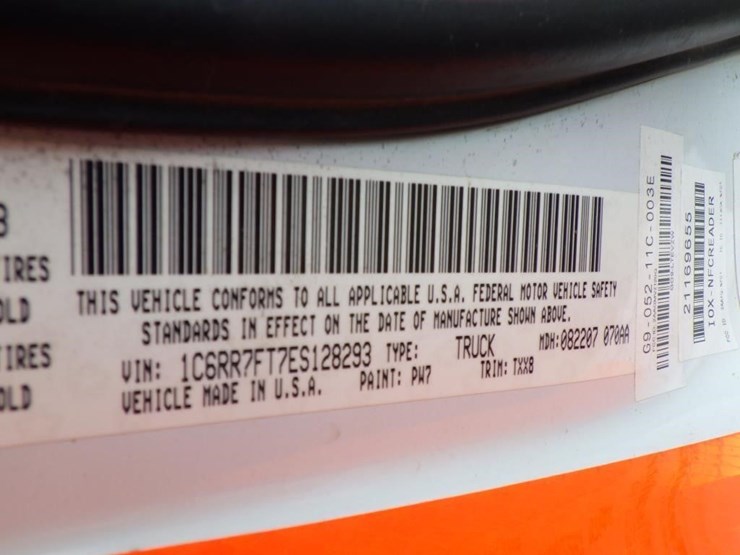 IRES
OLD
TIRES
OLD
THIS VEHICLE CONFORMS TO ALL APPLICABLE U.S.A. FEDERAL MOTOR VEHICLE SAFETY
STANDARDS IN EFFECT ON THE DATE OF MANUFACTURE SHOWN ABOVE.
VIN: 1C6RR7FT7ES128293 TYPE: TRUCK MDH: 082207 070AA
VEHICLE MADE IN U.S.A. PAINT: PW7 TRIM: TXX8
G9-052-11C-003E
21169655
IOX-NFCREADER